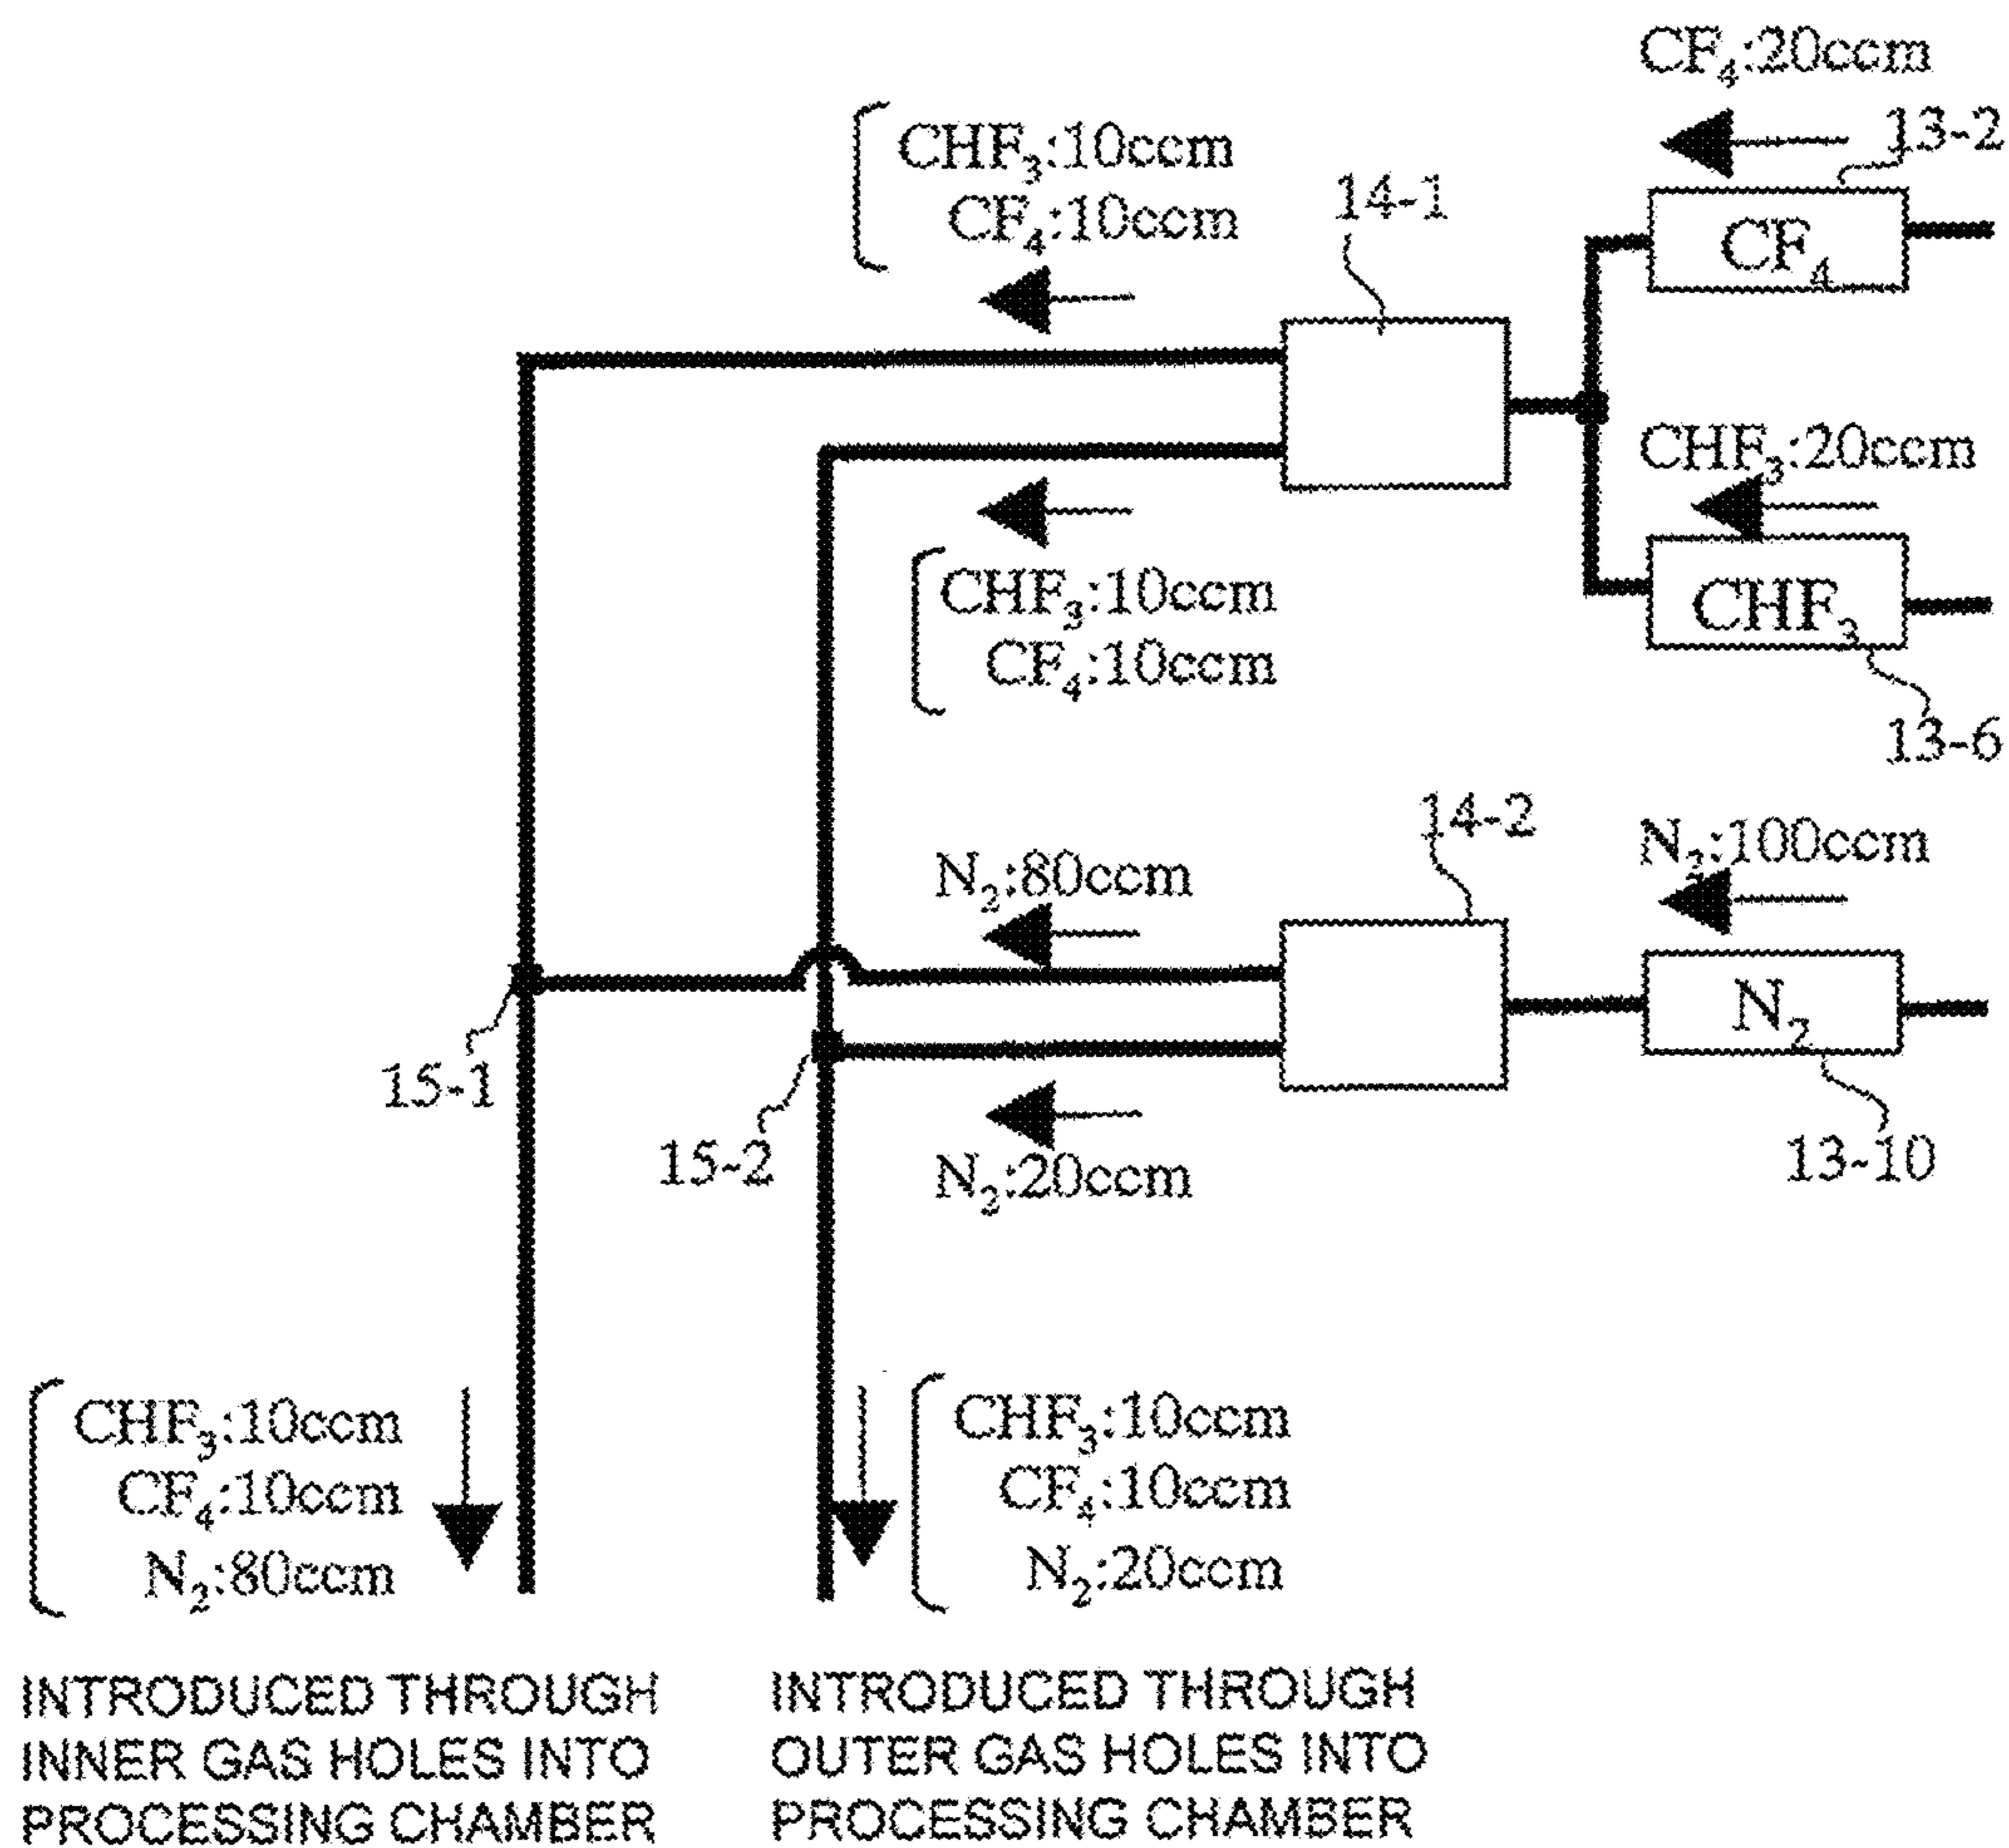 CF₄:20ccm
13-2
CHF₃:10ccm
CF₄:10ccm
14-1
CF₄
CHF₃:20ccm
CHF₃:10ccm
CF₄:10ccm
CHF₃
13-6
14-2
N₂:100ccm
N₂:80ccm
N₂
15-1
15-2
N₂:20ccm
13-10
CHF₃:10ccm
CF₄:10ccm
N₂:80ccm
CHF₃:10ccm
CF₄:10ccm
N₂:20ccm
INTRODUCED THROUGH
INNER GAS HOLES INTO
PROCESSING CHAMBER
INTRODUCED THROUGH
OUTER GAS HOLES INTO
PROCESSING CHAMBER